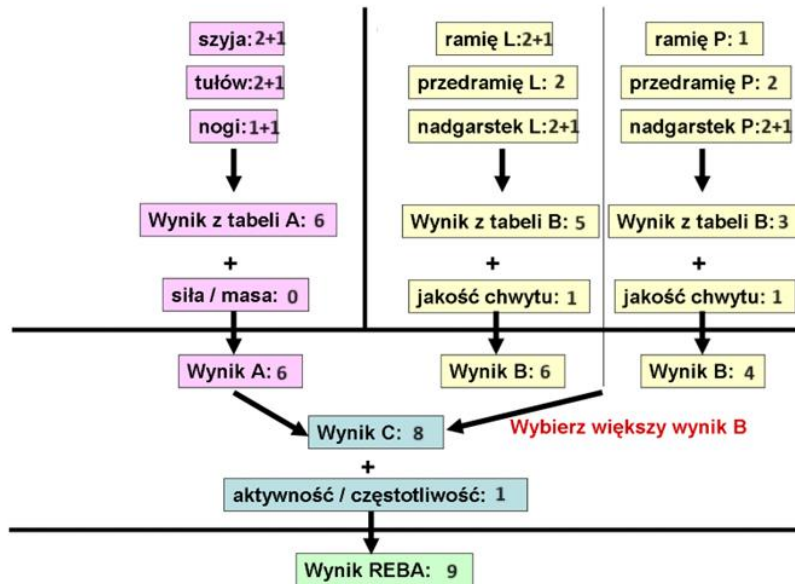 szyja:2+1
tułów:2+1
nogi:1+1
Wynik z tabeli A: 6
+
siła / masa: 0
Wynik A: 6
ramię L:2+1
przedramię L: 2
nadgarstek L:2+1
Wynik z tabeli B: 5
+
jakość chwytu: 1
Wynik B: 6
ramię P: 1
przedramię P: 2
nadgarstek P:2+1
Wynik z tabeli B:3
+
jakość chwytu: 1
Wynik B: 4
Wybierz większy wynik B
Wynik C: 8
+
aktywność / częstotliwość: 1
Wynik REBA: 9